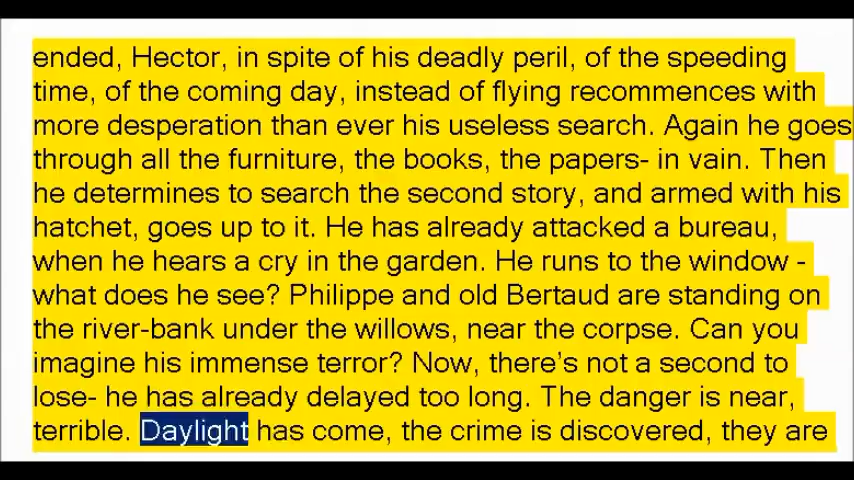 ended, Hector, in spite of his deadly peril, of the speeding
time, of the coming day, instead of flying recommences with
more desperation than ever his useless search. Again he goes
through all the furniture, the books, the papers- in vain. Then
he determines to search the second story, and armed with his
hatchet, goes up to it. He has already attacked a bureau,
when he hears a cry in the garden. He runs to the window -
what does he see? Philippe and old Bertaud are standing on
the river-bank under the willows, near the corpse. Can you
imagine his immense terror? Now, there's not a second to
lose- he has already delayed too long. The danger is near,
terrible. Daylight has come, the crime is discovered, they are